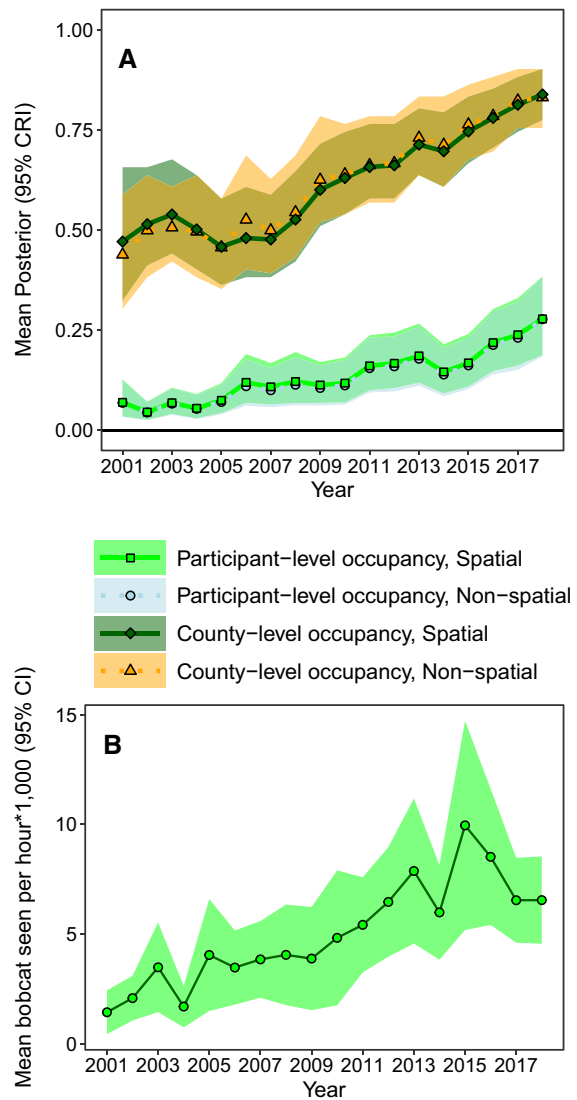 A
Mean Posterior (95% CRI)
1.00
0.75
0.50
0.25
0.00
2001 2003 2005 2007 2009 2011 2013 2015 2017
Year
Participant−level occupancy, Spatial
Participant−level occupancy, Non−spatial
County−level occupancy, Spatial
County−level occupancy, Non−spatial
B
Mean bobcat seen per hour*1,000 (95% CI)
15
10
5
0
2001 2003 2005 2007 2009 2011 2013 2015 2017
Year